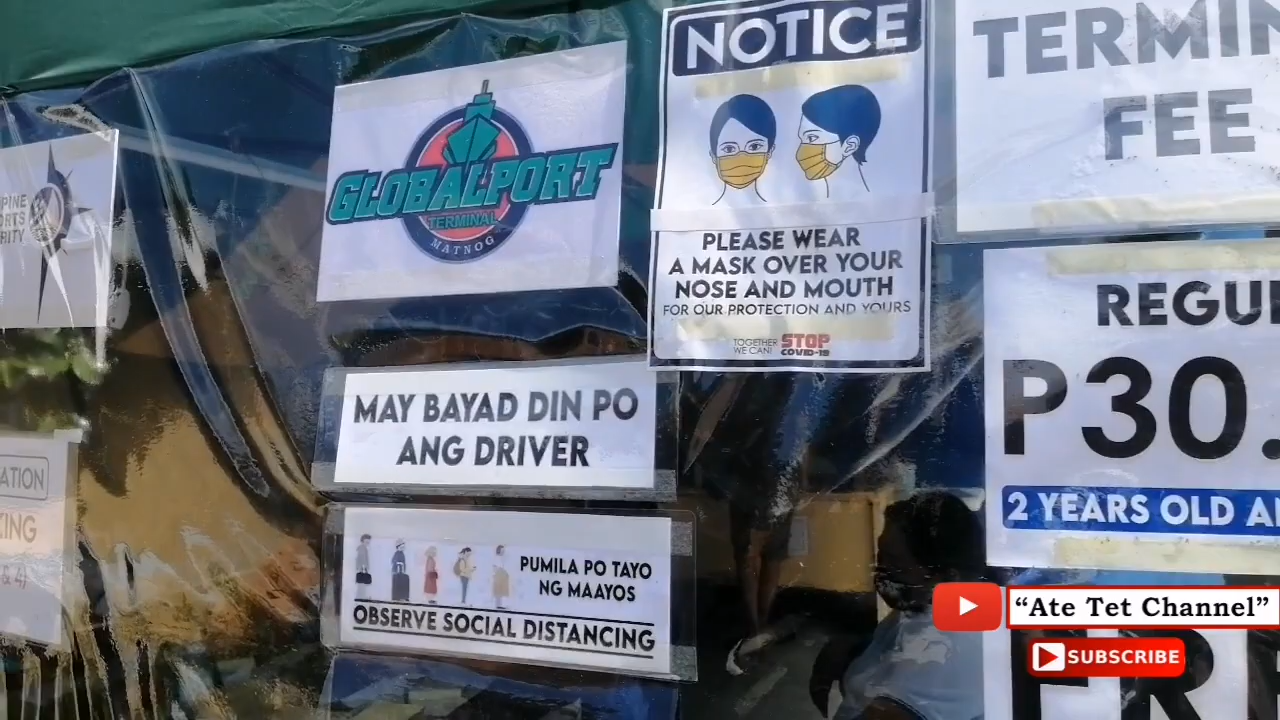 GLOBALPORT
TERMINAL
MATNOG
MAY BAYAD DIN PO
ANG DRIVER
PUMILA PO TAYO
NG MAAYOS
OBSERVE SOCIAL DISTANCING
NOTICE
PLEASE WEAR
A MASK OVER YOUR
NOSE AND MOUTH
FOR OUR PROTECTION AND YOURS
TOGETHER
WE CAN!
STOP
COVID-19
FEE
P30.
2 YEARS OLD
& 4)
"Ate Tet Channel"
SUBSCRIBE